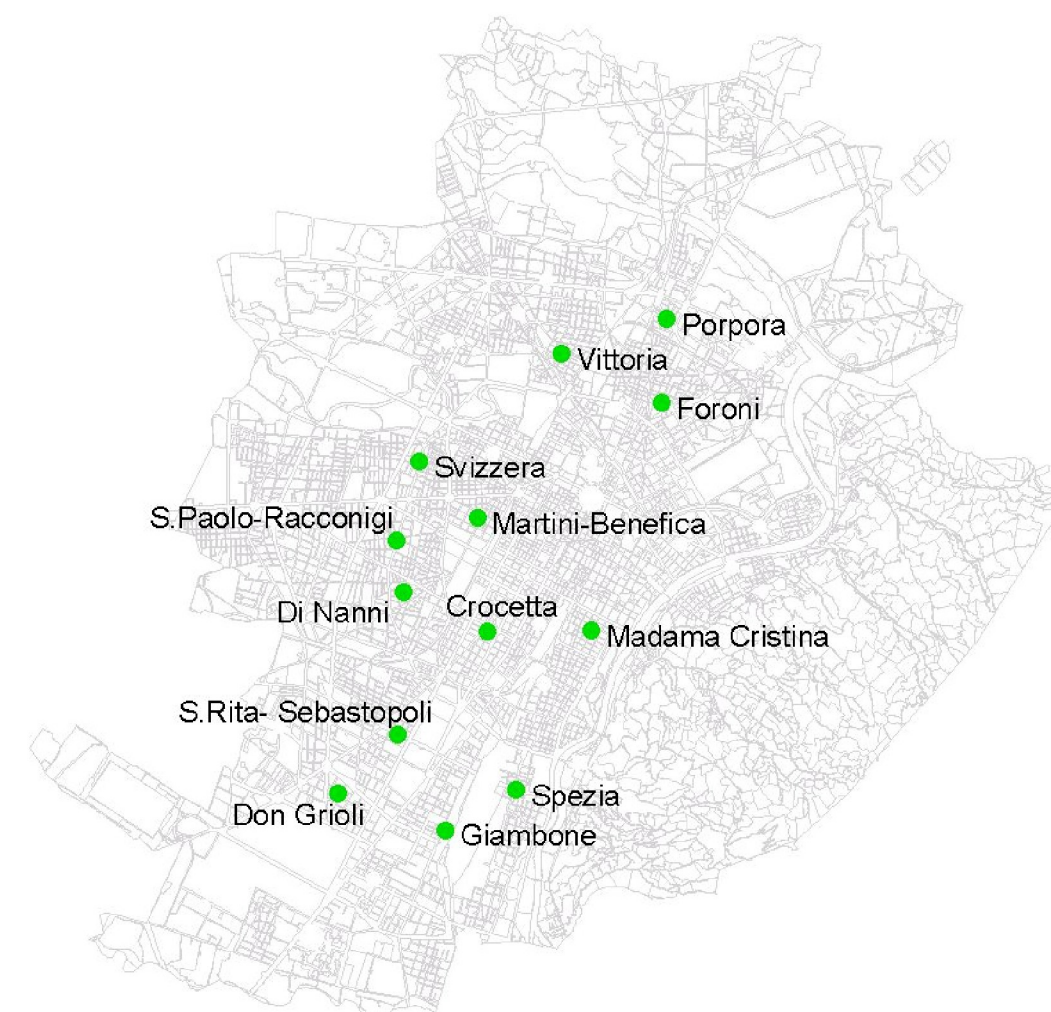 Porpora
Vittoria
Foroni
Svizzera
S.Paolo-Racconigi
Martini-Benefica
Di Nanni
Crocetta
Madama Cristina
S.Rita- Sebastopoli
Don Grioli
Spezia
Giambone